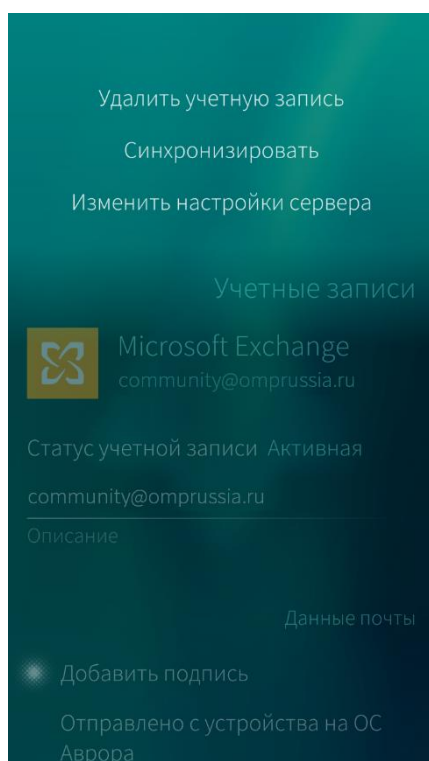 Удалить учетную запись
Синхронизировать
Изменить настройки сервера
Учетные записи
Microsoft Exchange
community@omprussia.ru
Статус учетной записи Активная
community@omprussia.ru
Описание
Данные почты
Добавить подпись
Отправлено с устройства на ОС
Аврора